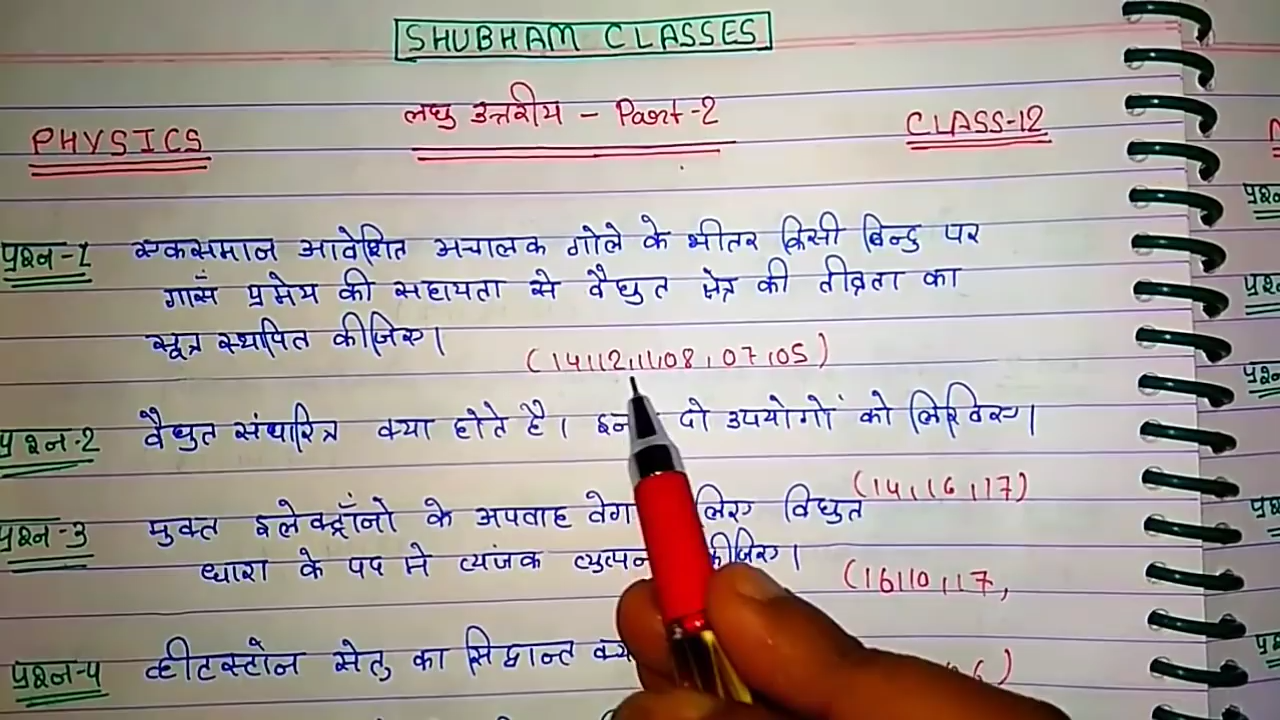 SHUBHAM CLASSES
लघु उत्तरीय - Part-2
PHYSICS
CLASS-12
प्रश्न-1 एकसमान आवेशित अचालक गोले के भीतर किसी बिन्दु पर
गॉस प्रमेय की सहायता से वैद्युत क्षेत्र की तीव्रता का
सूत्र स्थापित कीजिए।
(14,12,11,08,07,05)
प्रश्न-2 वैद्युत संधारित्र क्या होते है। दो उपयोगों को लिखिए।
(14,16,17)
प्रश्न-3 मुक्त इलेक्ट्रॉनो के अपवाह वेग लिए विद्युत
धारा के पद मे व्यंजक कीजिए।
(16,10,17,
प्रश्न-4 व्हीटस्टोन सेतु का सिद्धान्त